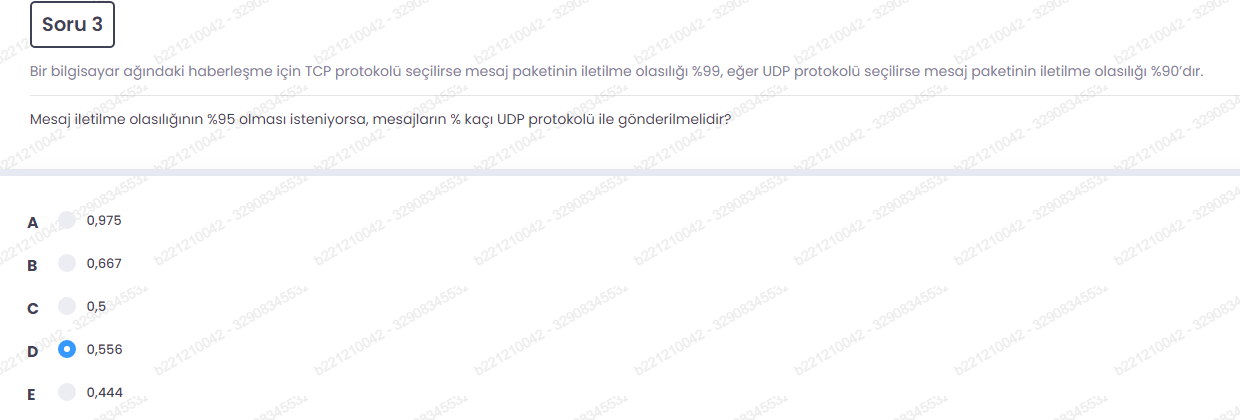 Soru 3
Bir bilgisayar ağındaki haberleşme için TCP protokolü seçilirse mesaj paketinin iletilme olasılığı %99, eğer UDP protokolü seçilirse mesaj paketinin iletilme olasılığı %90’dır.
Mesaj iletilme olasılığının %95 olması isteniyorsa, mesajların % kaçı UDP protokolü ile gönderilmelidir?
A 0,975
B 0,667
C 0,5
D 0,556
E 0,444